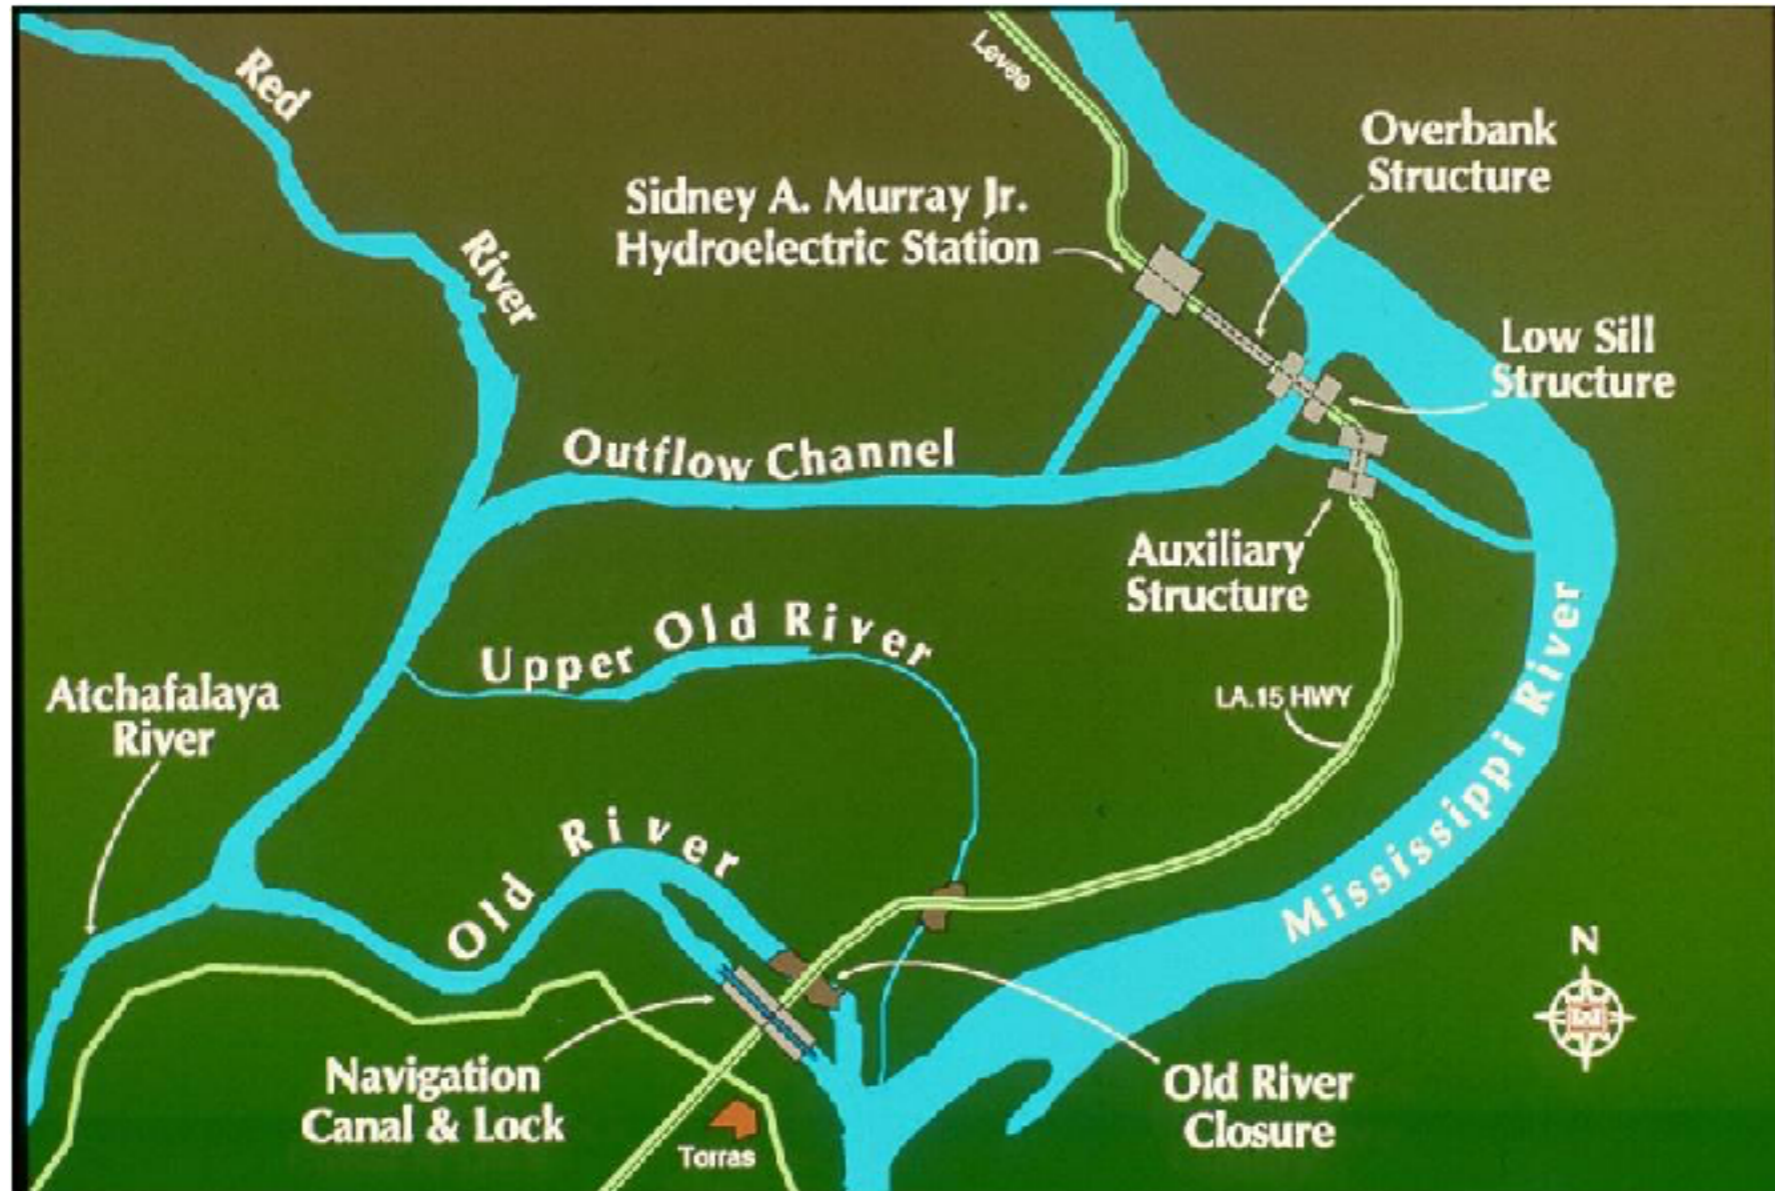 Red
River
Levee
Overbank
Structure
Sidney A. Murray Jr.
Hydroelectric Station
Low Sill
Structure
Outflow Channel
Auxiliary
Structure
Upper Old River
LA.15 HWY
Mississippi River
Atchafalaya
River
Old River
N
Navigation
Canal & Lock
Old River
Closure
Torras